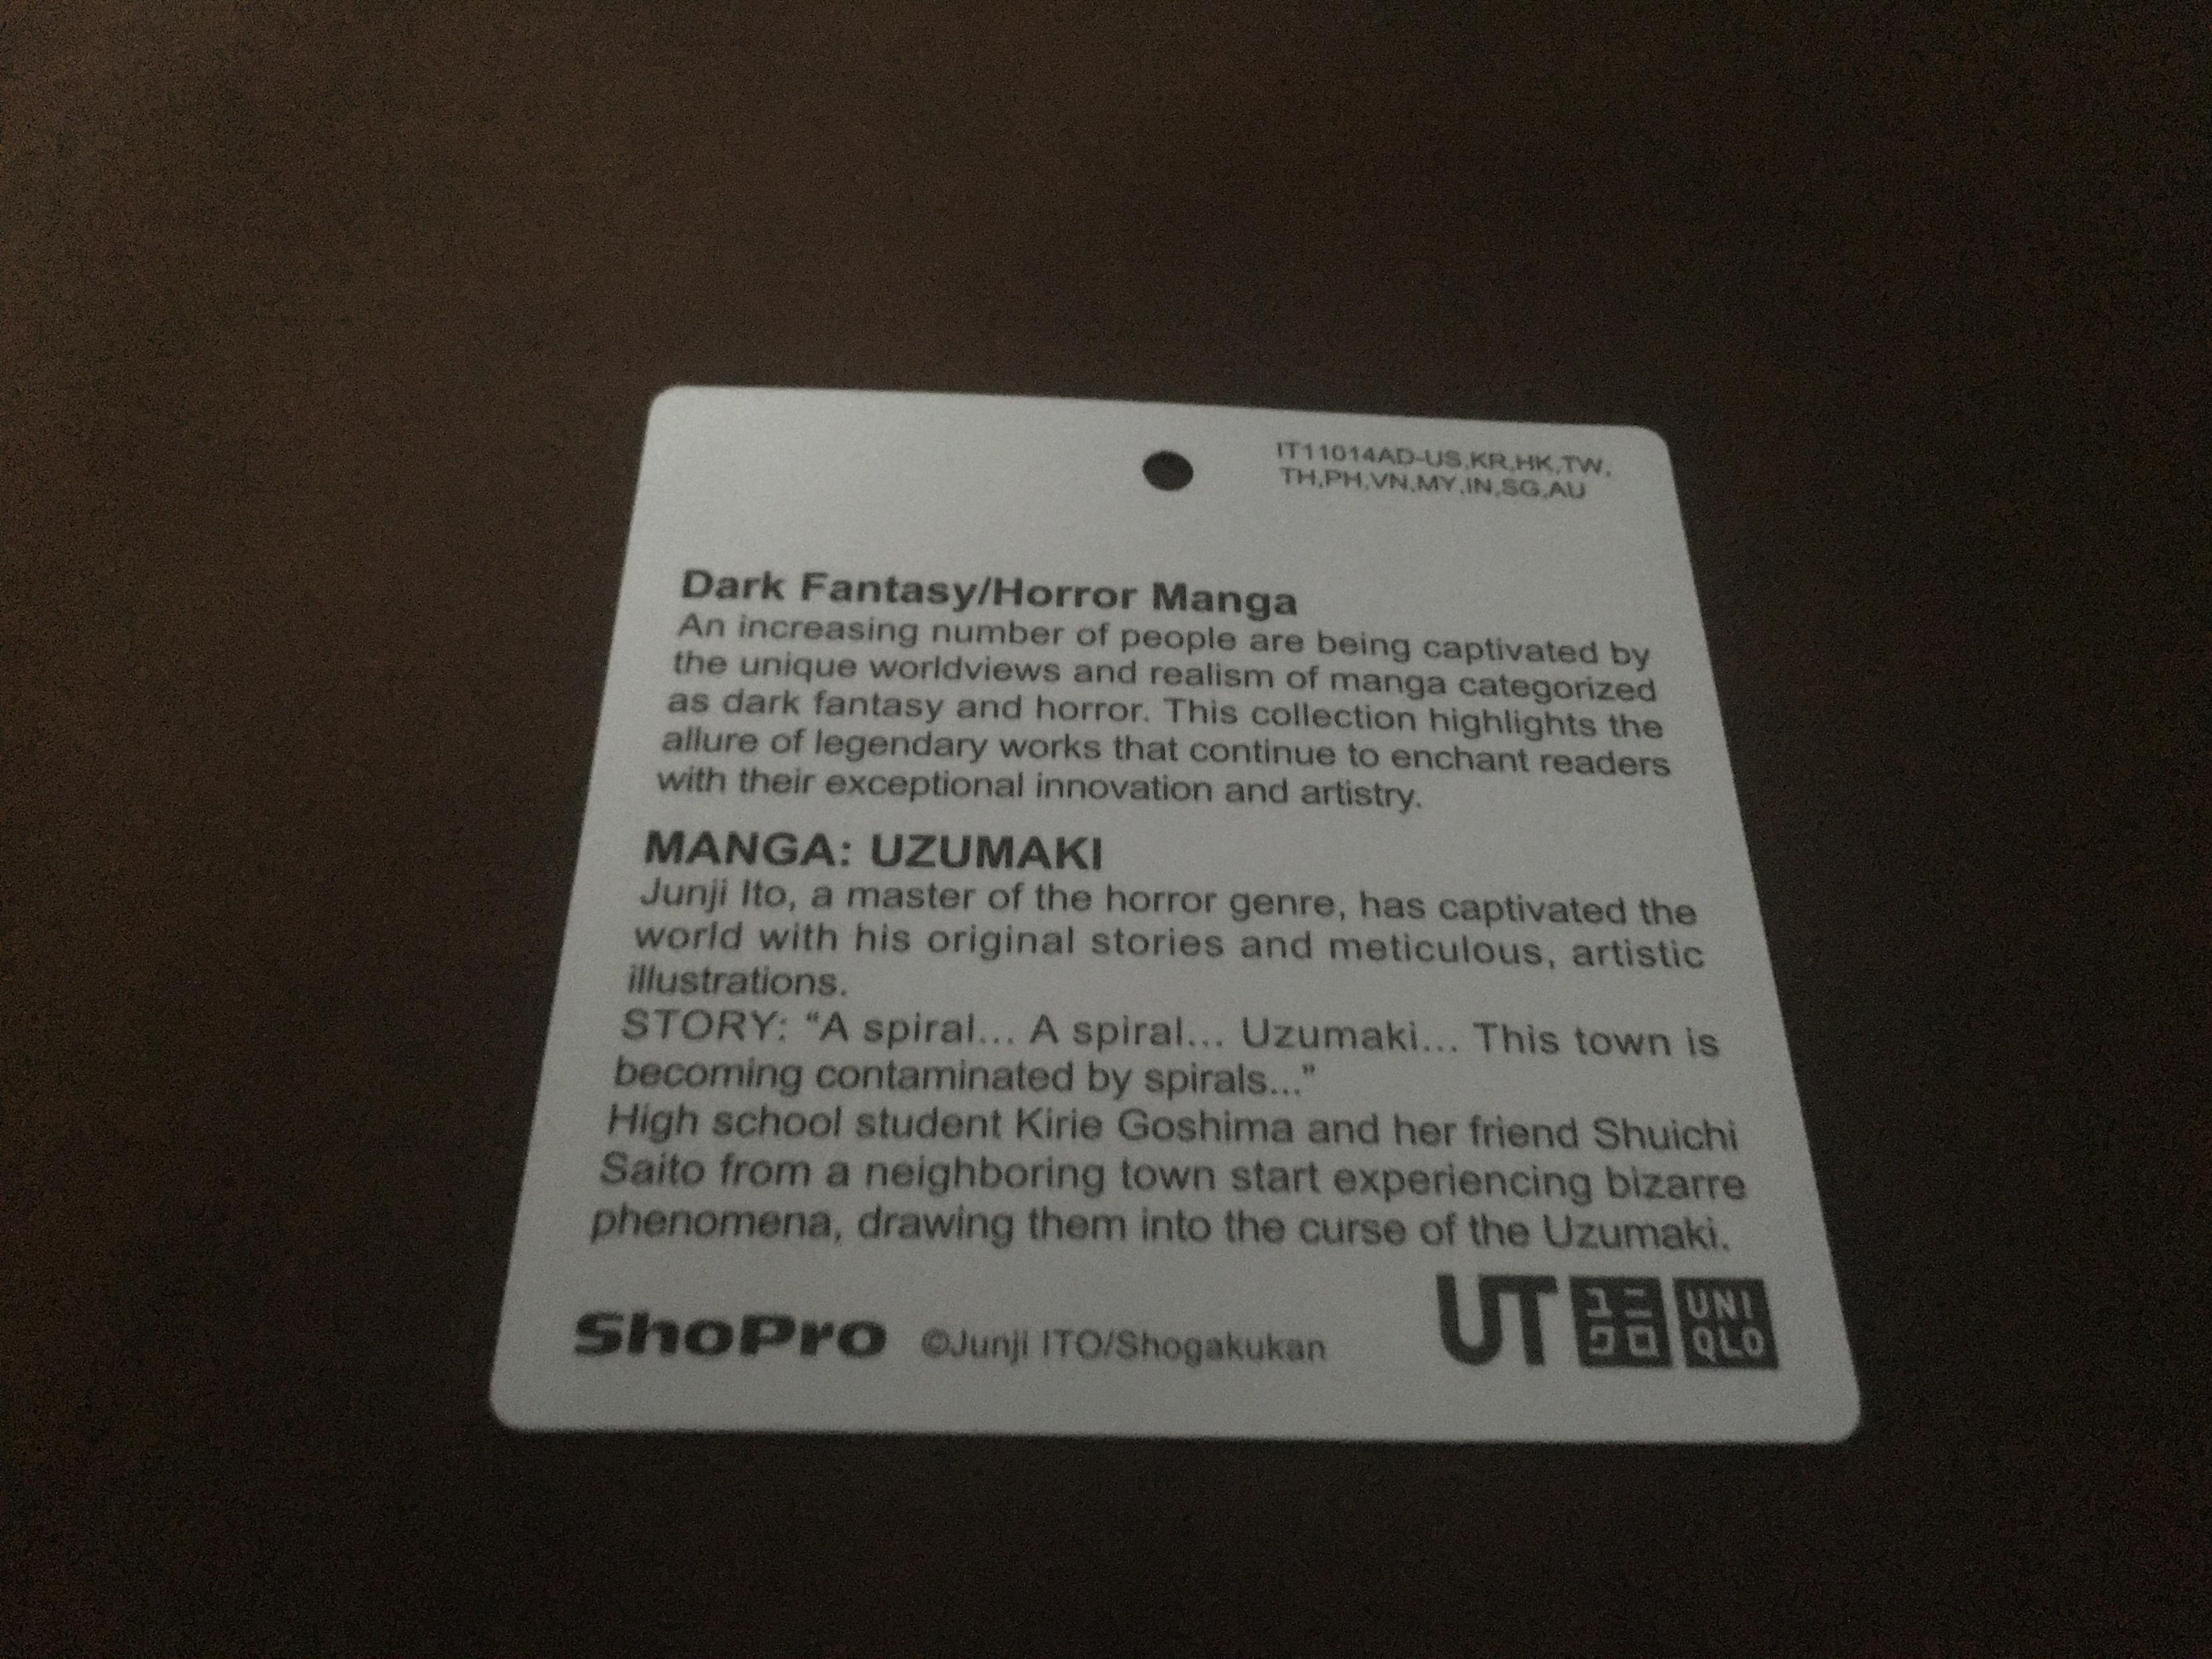 IT11014AD-US,KR,HK,TW,
TH,PH,VN,MY,IN,SG,AU
Dark Fantasy/Horror Manga
An increasing number of people are being captivated by
the unique worldviews and realism of manga categorized
as dark fantasy and horror. This collection highlights the
allure of legendary works that continue to enchant readers
with their exceptional innovation and artistry.
MANGA: UZUMAKI
Junji Ito, a master of the horror genre, has captivated the
world with his original stories and meticulous, artistic
illustrations.
STORY: “A spiral... A spiral... Uzumaki... This town is
becoming contaminated by spirals...”
High school student Kirie Goshima and her friend Shuichi
Saito from a neighboring town start experiencing bizarre
phenomena, drawing them into the curse of the Uzumaki.
ShoPro ©Junji ITO/Shogakukan
UT
ユニ
クロ
UNI
QLO